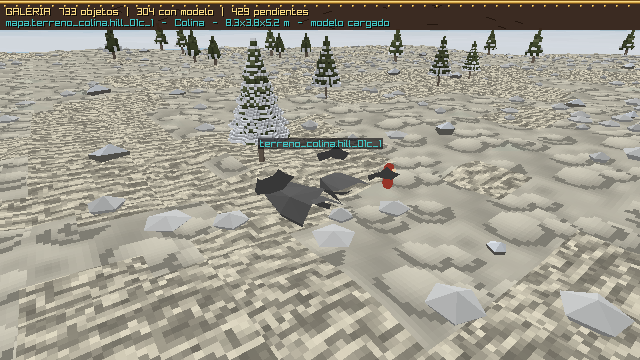 GALERIA 733 objetos | 304 con modelo | 429 pendientes
mapa.terreno_colina.hill_01c_1 - Colina - 8.3x3.8x5.2 m - modelo cargado
terreno_colina.hill_01c_1